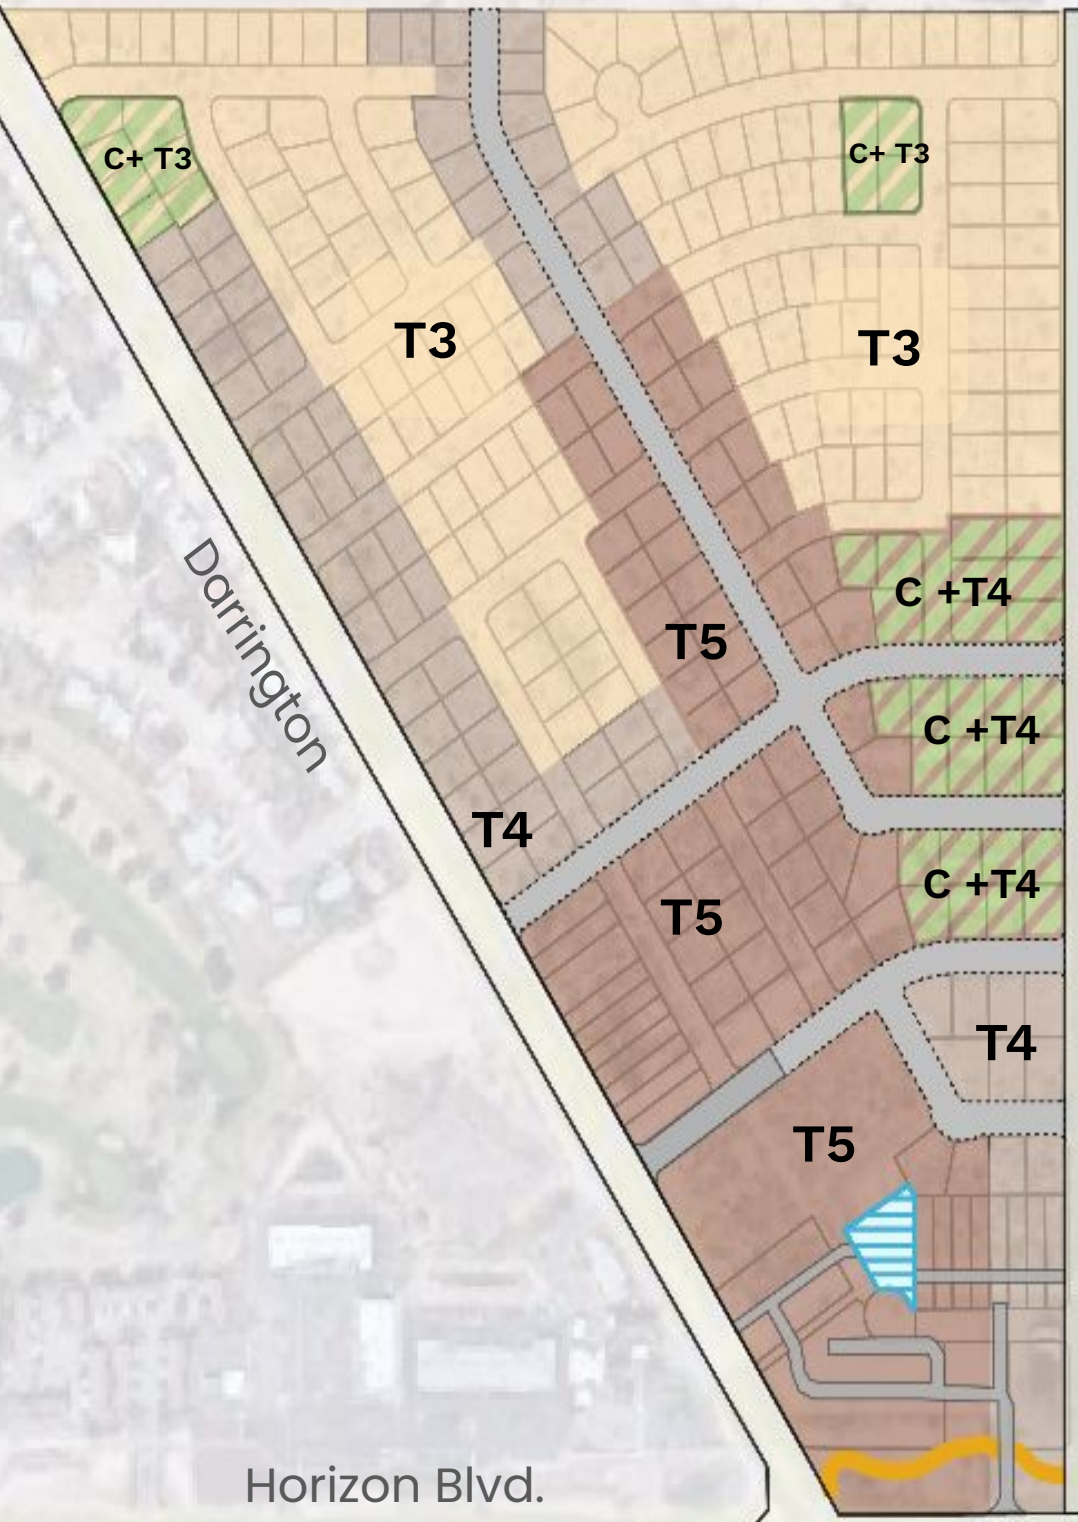 C+ T3
C+ T3
T3
T3
Darrington
C +T4
T5
C +T4
T4
C +T4
T5
T4
T5
Horizon Blvd.